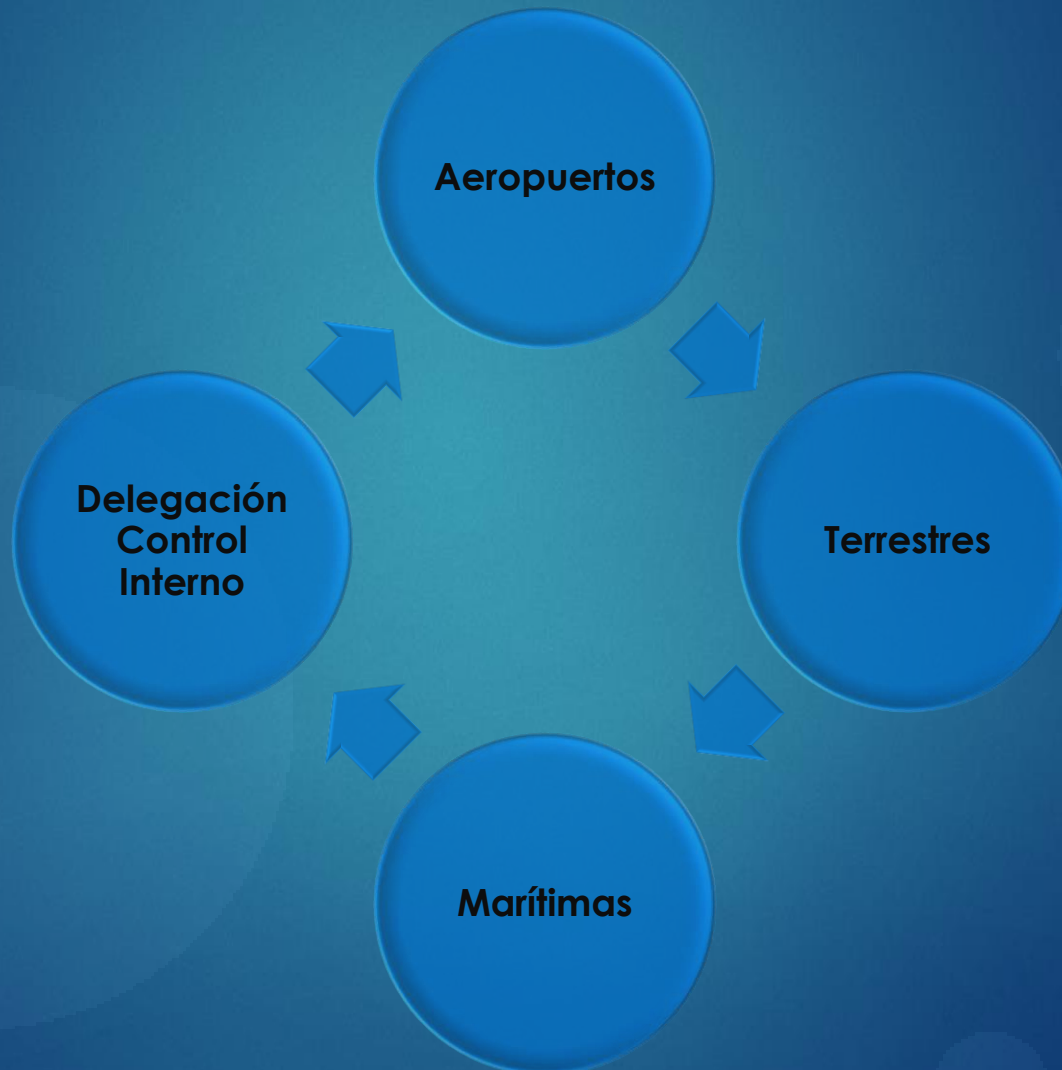 Aeropuertos
Terrestres
Marítimas
Delegación
Control
Interno